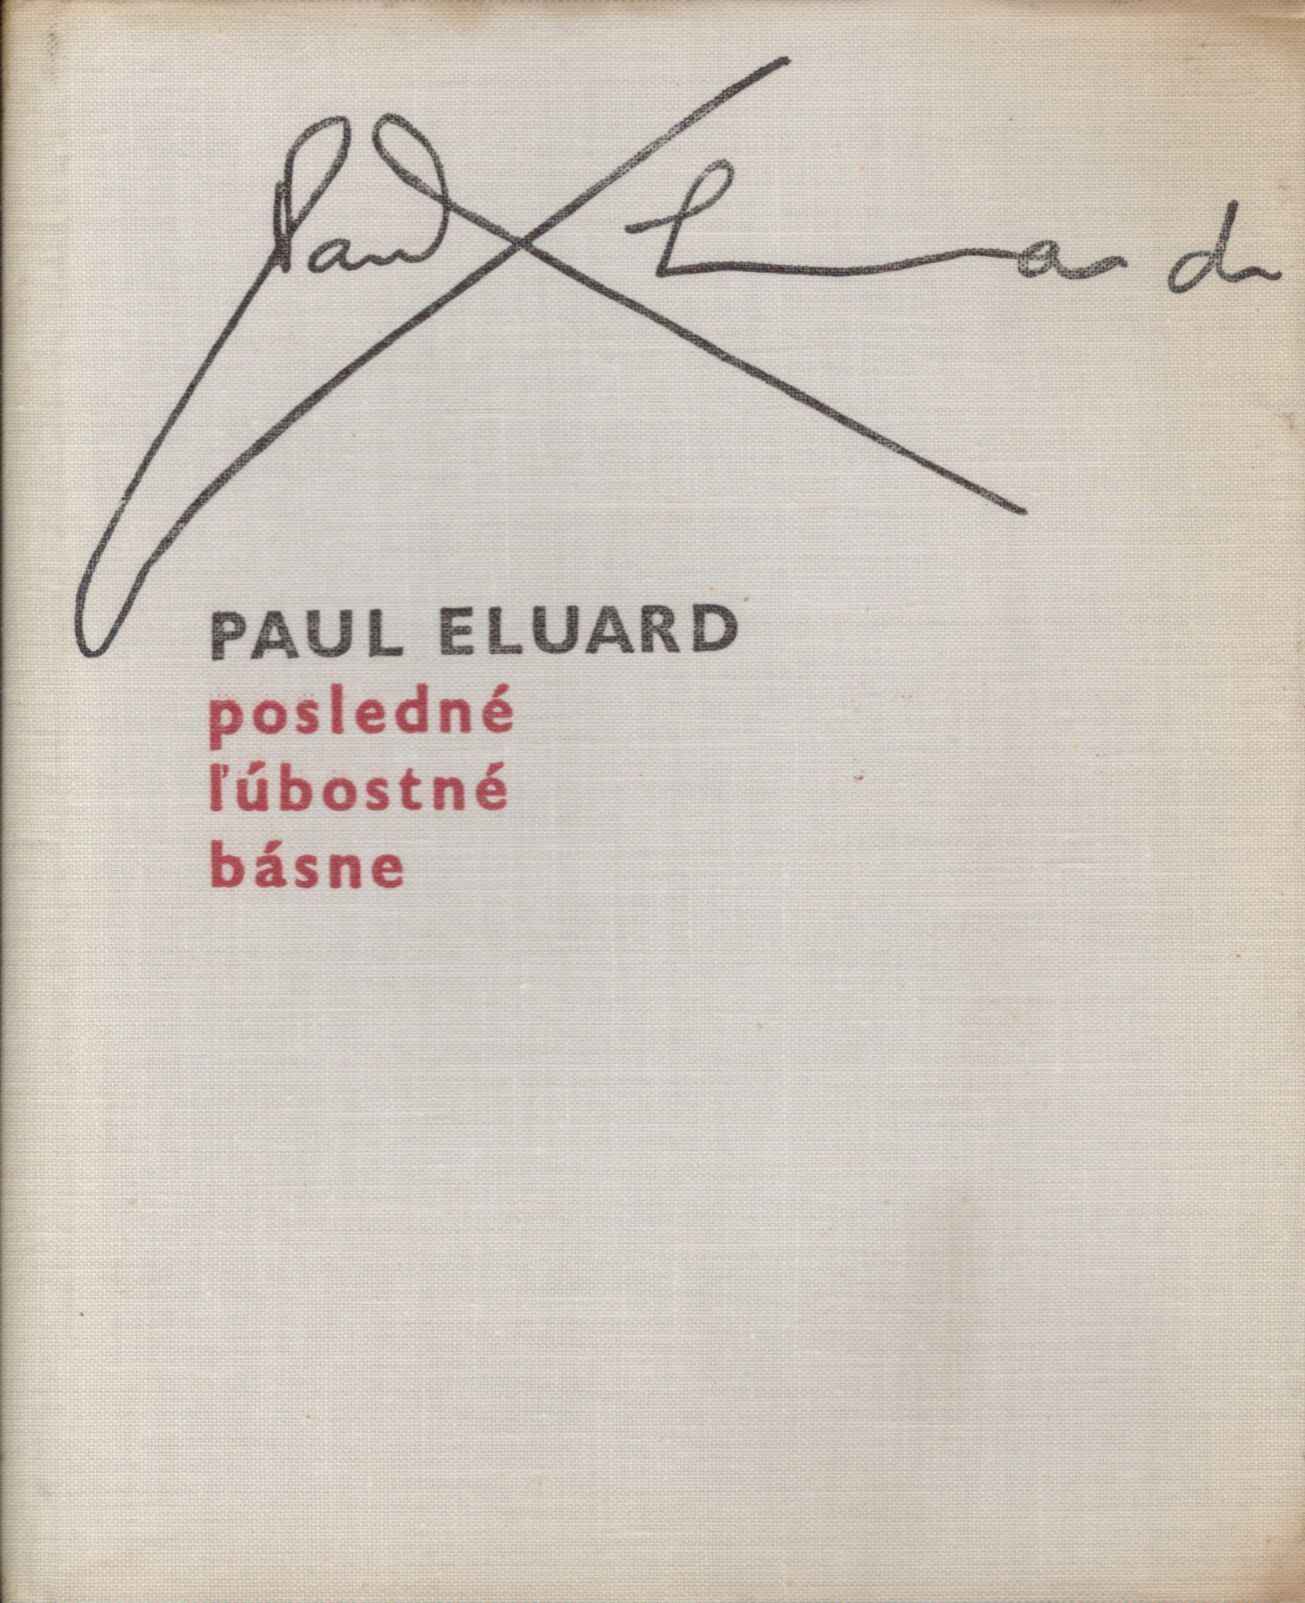 Paul Eluard
PAUL ELUARD
posledné
ľúbostné
básne